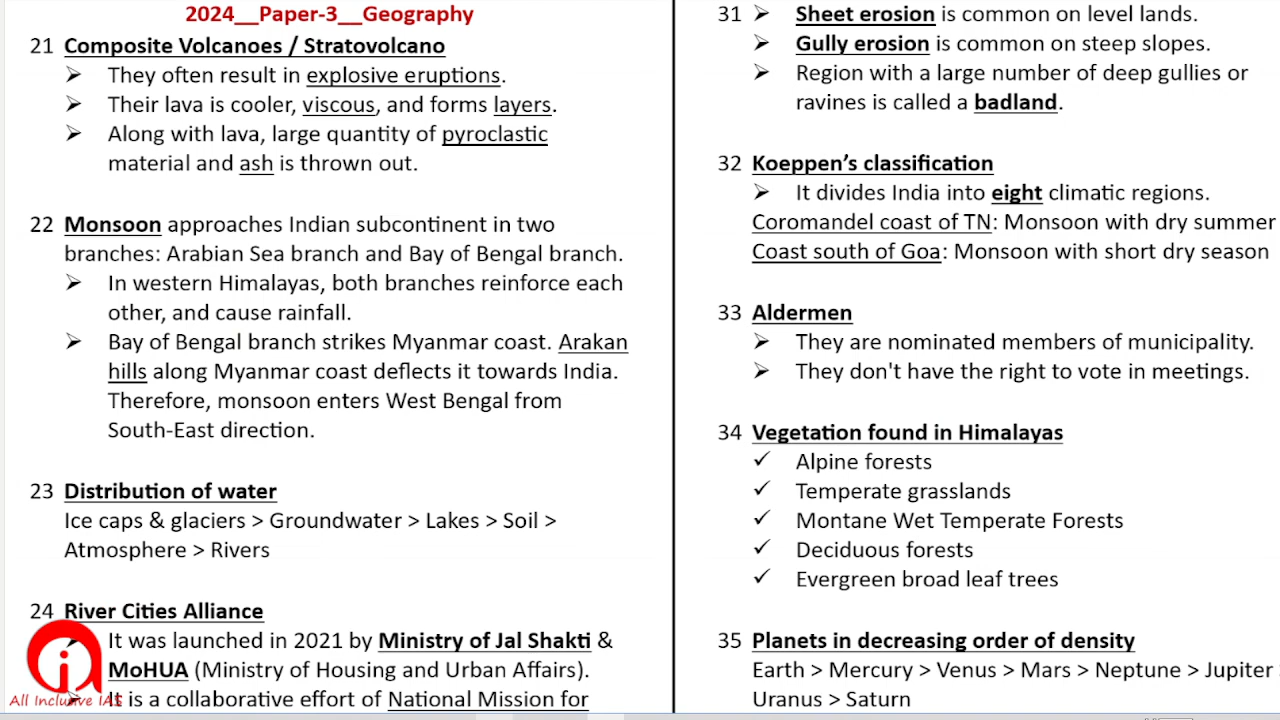 2024__Paper-3__Geography
21 Composite Volcanoes / Stratovolcano
➢ They often result in explosive eruptions.
➢ Their lava is cooler, viscous, and forms layers.
➢ Along with lava, large quantity of pyroclastic
material and ash is thrown out.
22 Monsoon approaches Indian subcontinent in two
branches: Arabian Sea branch and Bay of Bengal branch.
➢ In western Himalayas, both branches reinforce each
other, and cause rainfall.
➢ Bay of Bengal branch strikes Myanmar coast. Arakan
hills along Myanmar coast deflects it towards India.
Therefore, monsoon enters West Bengal from
South-East direction.
23 Distribution of water
Ice caps & glaciers > Groundwater > Lakes > Soil >
Atmosphere > Rivers
24 River Cities Alliance
It was launched in 2021 by Ministry of Jal Shakti &
MoHUA (Ministry of Housing and Urban Affairs).
➢ It is a collaborative effort of National Mission for
All Inclusive IAS
31 ➢ Sheet erosion is common on level lands.
➢ Gully erosion is common on steep slopes.
➢ Region with a large number of deep gullies or
ravines is called a badland.
32 Koeppen's classification
➢ It divides India into eight climatic regions.
Coromandel coast of TN: Monsoon with dry summer
Coast south of Goa: Monsoon with short dry season
33 Aldermen
➢ They are nominated members of municipality.
➢ They don't have the right to vote in meetings.
34 Vegetation found in Himalayas
✓ Alpine forests
✓ Temperate grasslands
✓ Montane Wet Temperate Forests
✓ Deciduous forests
✓ Evergreen broad leaf trees
35 Planets in decreasing order of density
Earth > Mercury > Venus > Mars > Neptune > Jupiter >
Uranus > Saturn